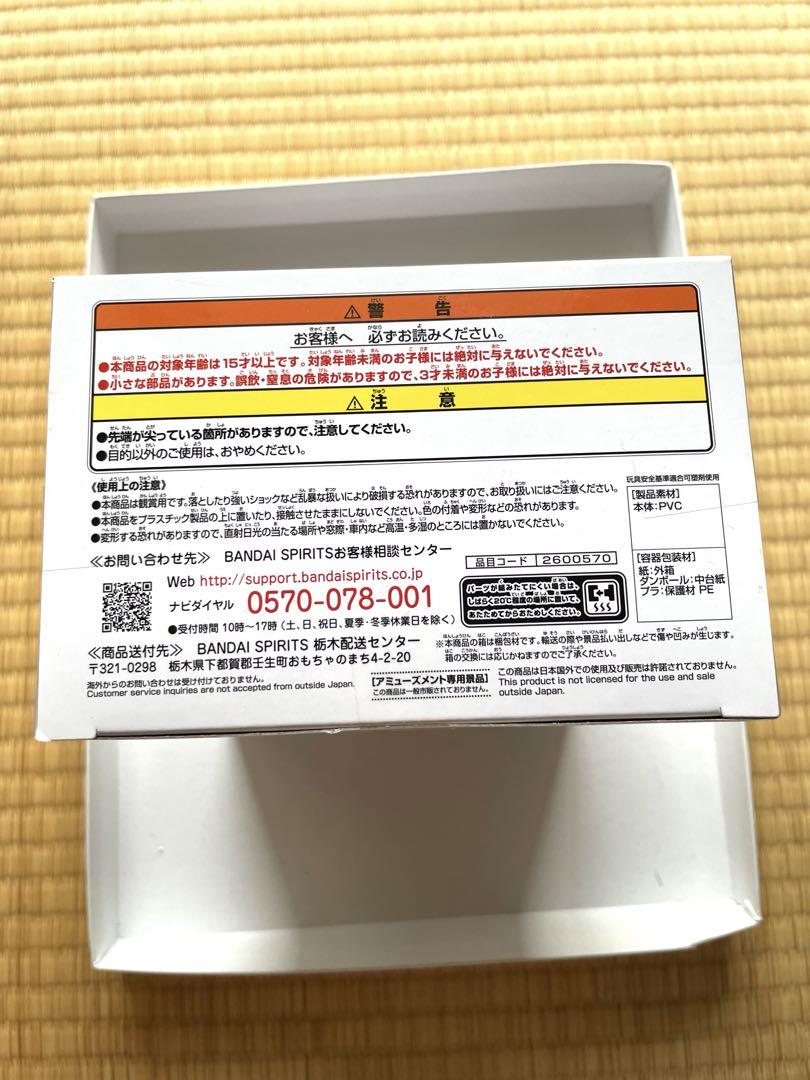 ⚠警告
お客様へ 必ずお読みください。
●本商品の対象年齢は15才以上です。対象年齢未満のお子様には絶対に与えないでください。
●小さな部品があります。誤飲・窒息の危険がありますので、3才未満のお子様には絶対に与えないでください。
⚠注意
●先端が尖っている箇所がありますので、注意してください。
●目的以外のご使用は、おやめください。
《使用上の注意》
●本商品は観賞用です。落としたり強いショックなど乱暴な扱いにより破損する恐れがありますので、お取り扱いにはご注意ください。
●本商品をプラスチック製品の上に置いたり、接触させたままにしないでください。色の付着や変形などの恐れがあります。
●変形する恐れがありますので、直射日光の当たる場所や窓際・車内など高温・多湿のところには置かないでください。
玩具安全基準適合可塑剤使用
[製品素材]
本体:PVC
[容器包装材]
紙:外箱
ダンボール:中台紙
プラ:保護材 PE
≪お問い合わせ先≫ BANDAI SPIRITSお客様相談センター
Web http://support.bandaispirits.co.jp
ナビダイヤル 0570-078-001
●受付時間 10時〜17時(土、日、祝日、夏季・冬季休業日を除く)
品目コード 2600570
パーツが組みたてにくい場合は、
しばらく20℃程度の場所に置いて、
あたためてからおためしください。
≪商品送付先≫ BANDAI SPIRITS 栃木配送センター
〒321-0298 栃木県下都賀郡壬生町おもちゃのまち4-2-20
※本商品の箱は梱包材です。輸送の際や景品払い出しなどで傷や凹みが生じます。
箱の交換には応じかねますのでご了承ください。
海外からのお問い合わせは受け付けておりません。
Customer service inquiries are not accepted from outside Japan.
[アミューズメント専用景品]
この商品は一般市販されておりません。
この商品は日本国外での使用及び販売は許諾されておりません。
This product is not licensed for the use and sale
outside Japan.